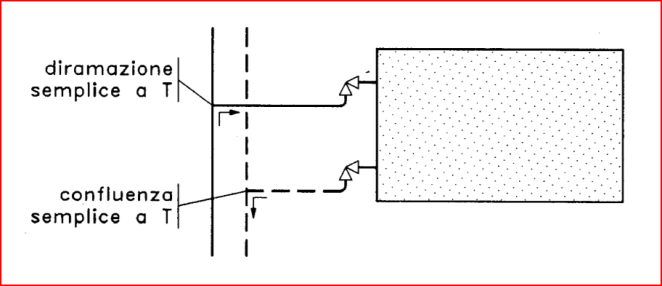 diramazione
semplice a T
confluenza
semplice a T